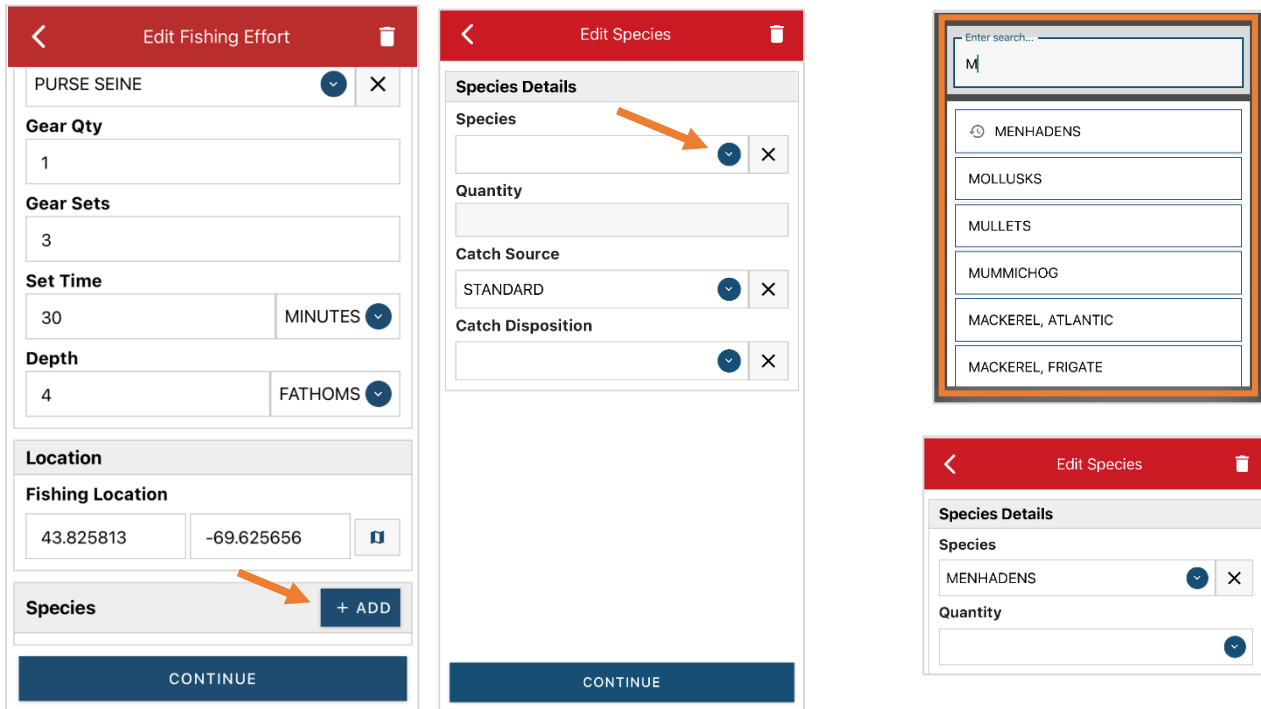 Edit Fishing Effort
PURSE SEINE
Gear Qty
1
Gear Sets
3
Set Time
30 MINUTES
Depth
4 FATHOMS
Location
Fishing Location
43.825813 -69.625656
Species + ADD
CONTINUE
Edit Species
Species Details
Species
Quantity
Catch Source
STANDARD
Catch Disposition
CONTINUE
Enter search...
M
MENHADENS
MOLLUSKS
MULLETS
MUMMICHOG
MACKEREL, ATLANTIC
MACKEREL, FRIGATE
Edit Species
Species Details
Species
MENHADENS
Quantity